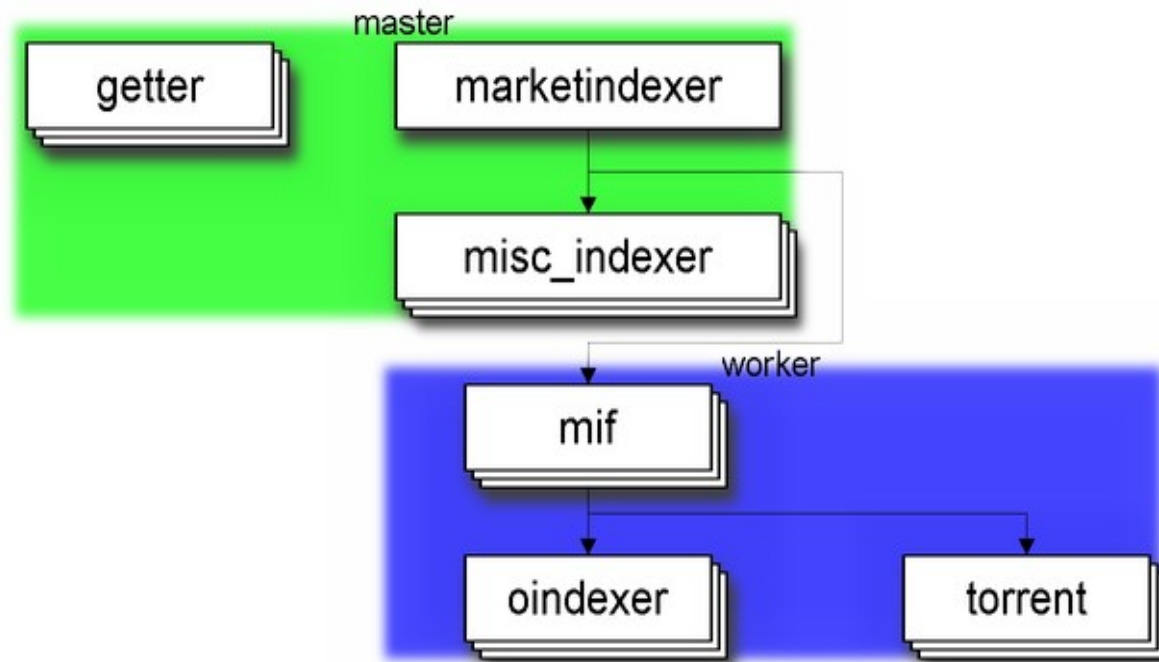 master
getter
marketindexer
misc_indexer
worker
mif
oindexer
torrent